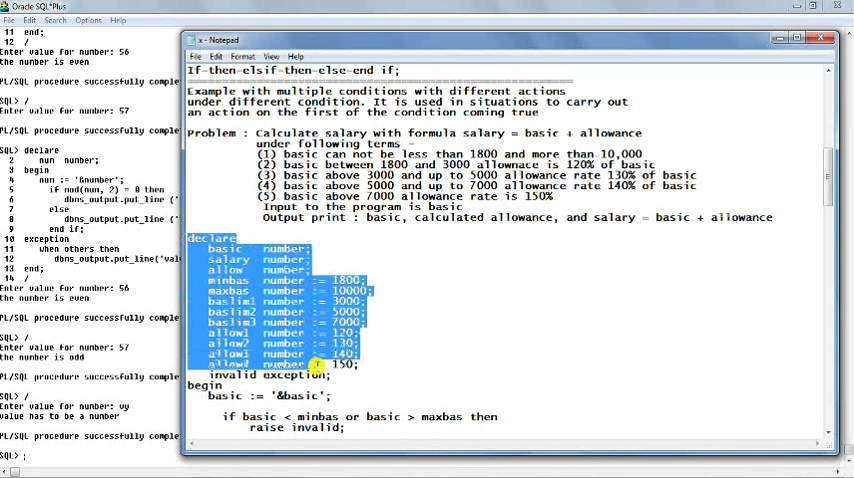 Oracle SQL*Plus
File Edit Search Options Help
11 end;
12 /
Enter value for number: 56
the number is even
PL/SQL procedure successfully comple
SQL> /
Enter value for number: 57
PL/SQL procedure successfully comple
SQL> declare
2 num number;
3 begin
4 num := '&number';
5 if mod(num, 2) = 0 then
6 dbms_output.put_line ('
7 else
8 dbms_output.put_line ('
9 end if;
10 exception
11 when others then
12 dbms_output.put_line('valu
13 end;
14 /
Enter value for number: 56
the number is even
PL/SQL procedure successfully comple
SQL> /
Enter value for number: 57
the number is odd
PL/SQL procedure successfully comple
SQL> /
Enter value for number: vy
value has to be a number
PL/SQL procedure successfully comple
SQL> ;
x - Notepad
File Edit Format View Help
If-then-elsif-then-else-end if;
Example with multiple conditions with different actions
under different condition. It is used in situations to carry out
an action on the first of the condition coming true
Problem : Calculate salary with formula salary = basic + allowance
under following terms -
(1) basic can not be less than 1800 and more than 10,000
(2) basic between 1800 and 3000 allownace is 120% of basic
(3) basic above 3000 and up to 5000 allowance rate 130% of basic
(4) basic above 5000 and up to 7000 allowance rate 140% of basic
(5) basic above 7000 allowance rate is 150%
Input to the program is basic
Output print : basic, calculated allowance, and salary = basic + allowance
declare
basic number;
salary number;
allow number;
minbas number := 1800;
maxbas number := 10000;
baslim1 number := 3000;
baslim2 number := 5000;
baslim3 number := 7000;
allow1 number := 120;
allow2 number := 130;
allow3 number := 140;
allow4 number := 150;
invalid exception;
begin
basic := '&basic';
if basic < minbas or basic > maxbas then
raise invalid;